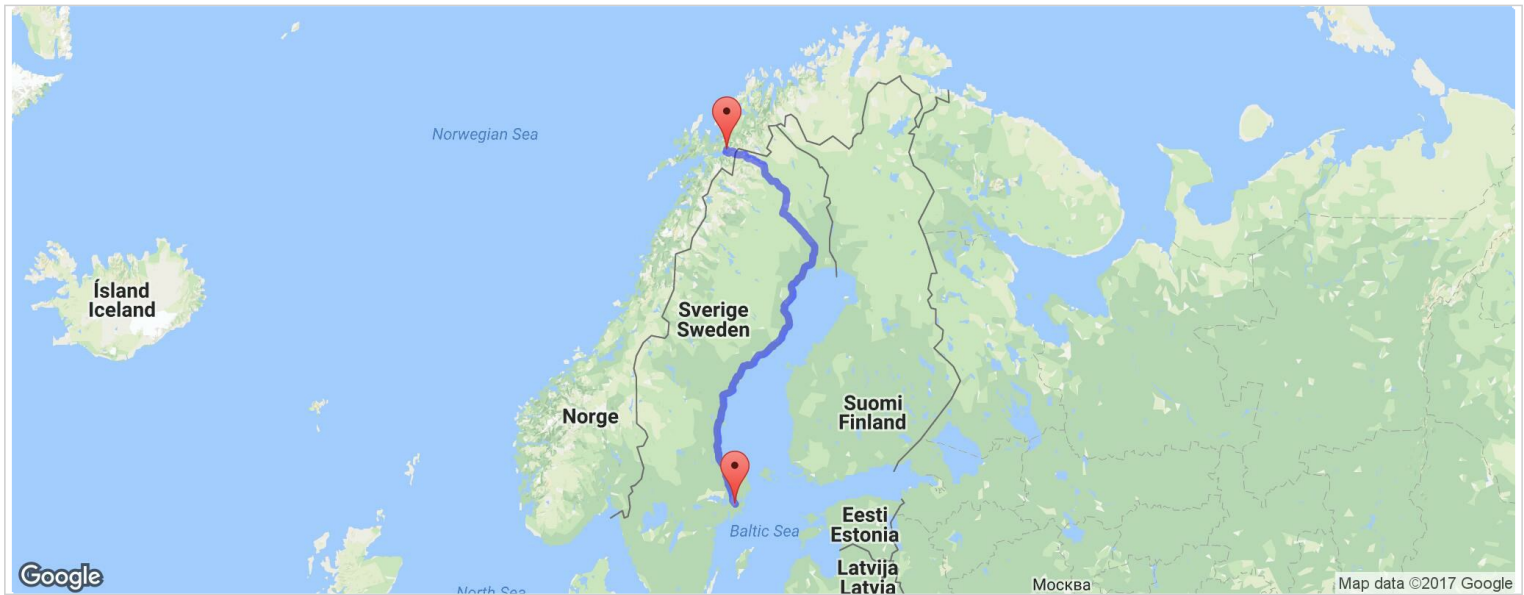 Norwegian Sea
Ísland
Iceland
Sverige
Sweden
Norge
Suomi
Finland
Baltic Sea
Eesti
Estonia
Latvija
Latvia
Москва
North Sea
Google
Map data ©2017 Google